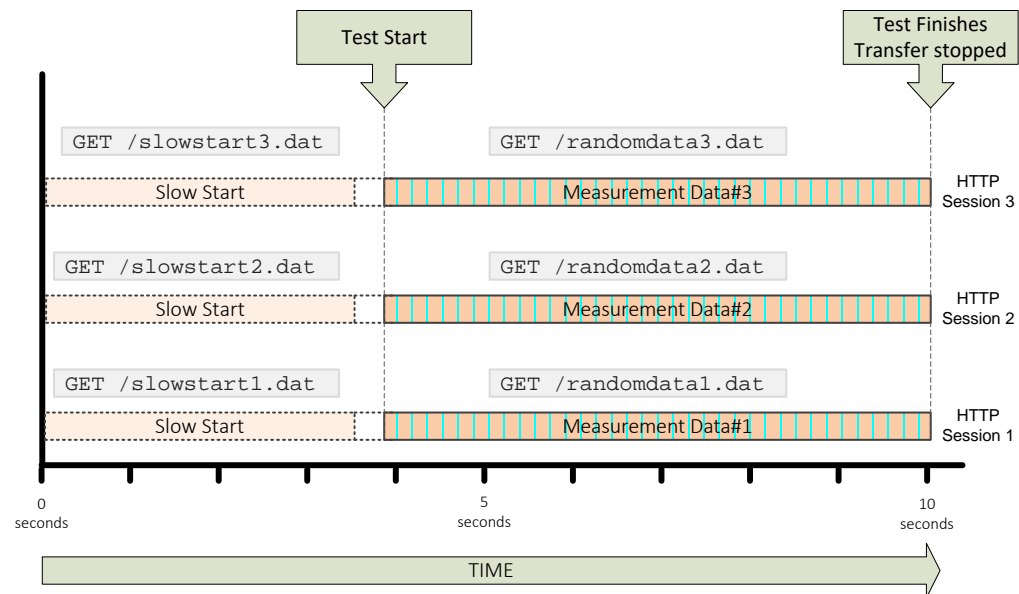 Test Start
Test Finishes
Transfer stopped
GET /slowstart3.dat
GET /randomdata3.dat
Slow Start
Measurement Data#3
HTTP
Session 3
GET /slowstart2.dat
GET /randomdata2.dat
Slow Start
Measurement Data#2
HTTP
Session 2
GET /slowstart1.dat
GET /randomdata1.dat
Slow Start
Measurement Data#1
HTTP
Session 1
0
seconds
5
seconds
10
seconds
TIME